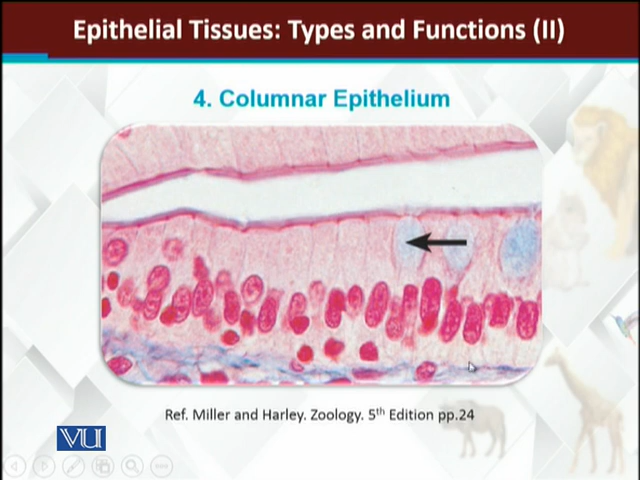 Epithelial Tissues: Types and Functions (II)
4. Columnar Epithelium
Ref. Miller and Harley. Zoology. 5th Edition pp.24
VU